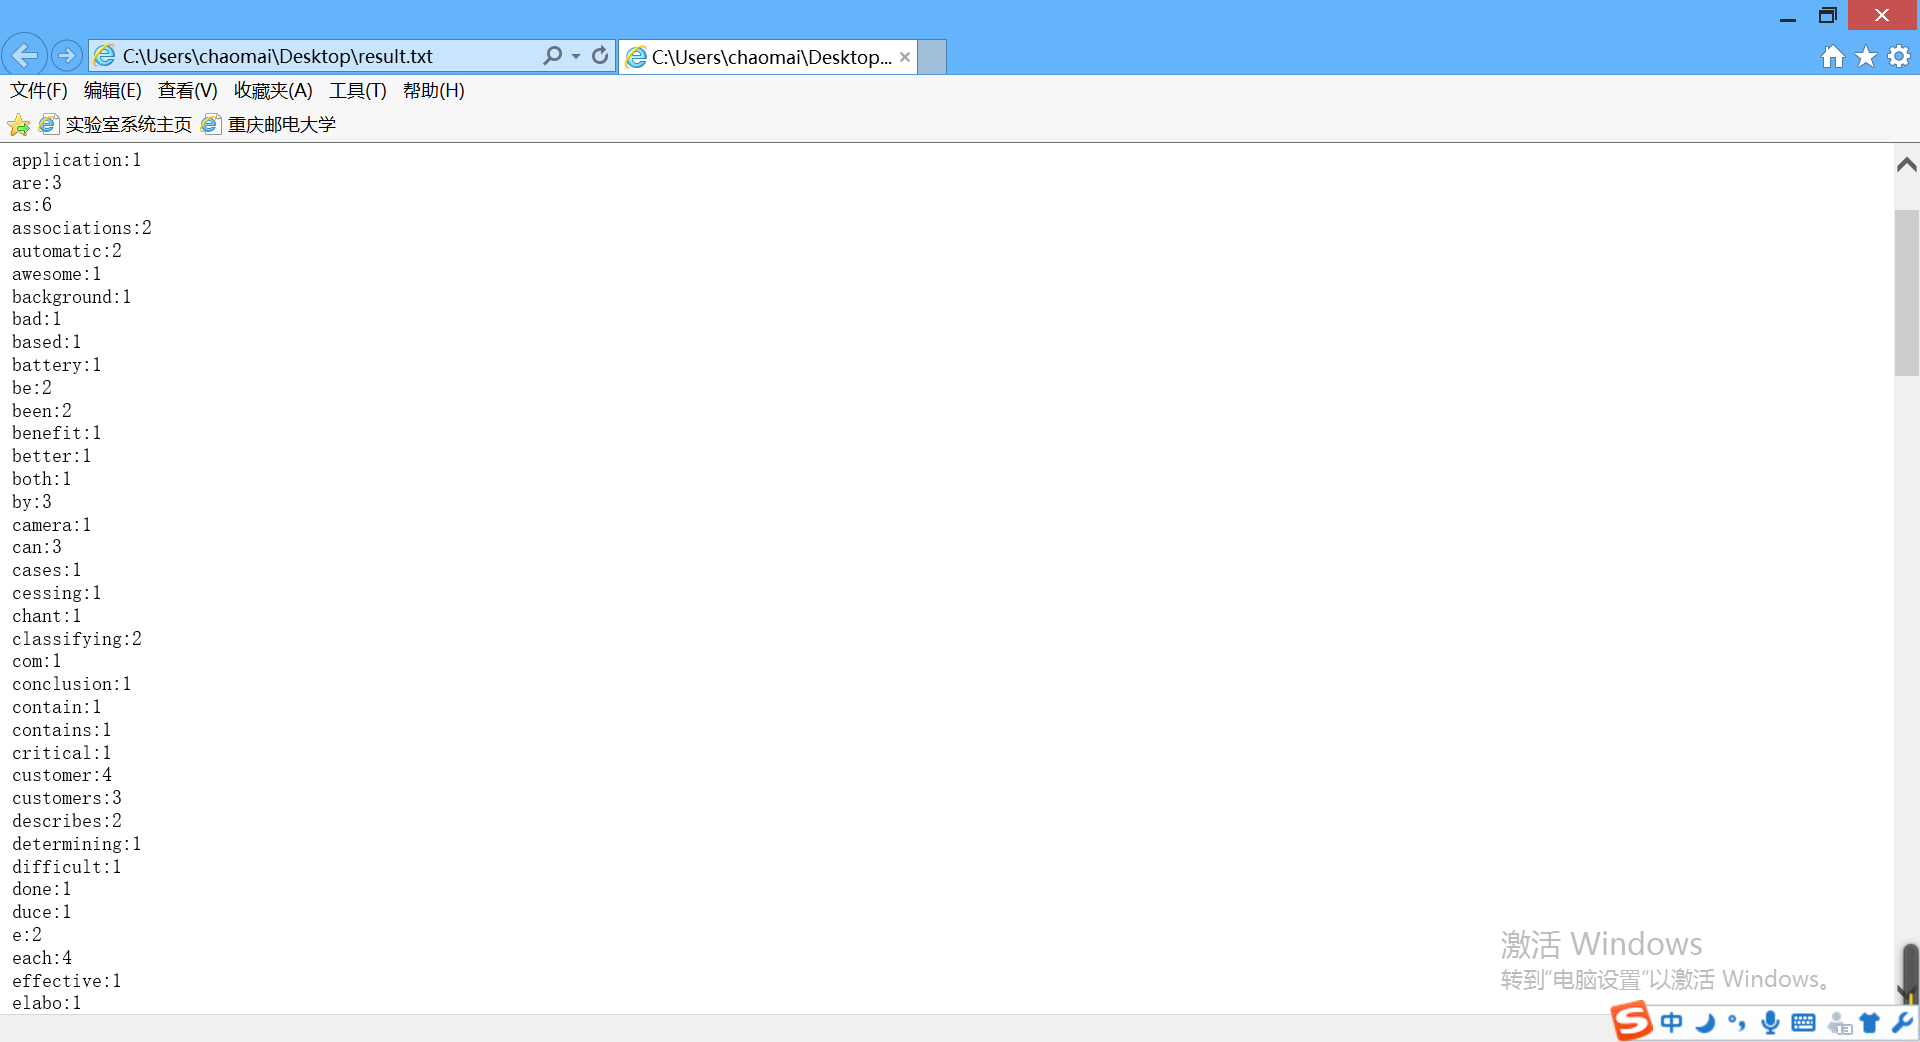 C:\Users\chaomai\Desktop\result.txt
C:\Users\chaomai\Desktop...
文件(F) 编辑(E) 查看(V) 收藏夹(A) 工具(T) 帮助(H)
实验室系统主页 重庆邮电大学
application:1
are:3
as:6
associations:2
automatic:2
awesome:1
background:1
bad:1
based:1
battery:1
be:2
been:2
benefit:1
better:1
both:1
by:3
camera:1
can:3
cases:1
cessing:1
chant:1
classifying:2
com:1
conclusion:1
contain:1
contains:1
critical:1
customer:4
customers:3
describes:2
determining:1
difficult:1
done:1
duce:1
e:2
each:4
effective:1
elabo:1
激活 Windows
转到“电脑设置”以激活 Windows。
S 中
13